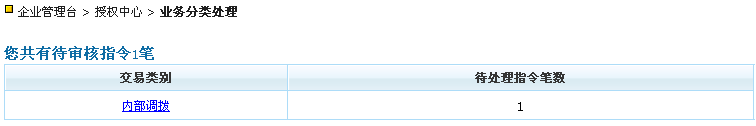 企业管理台 > 授权中心 > 业务分类处理
您共有待审核指令1笔
交易类别 待处理指令笔数
内部调拨 1